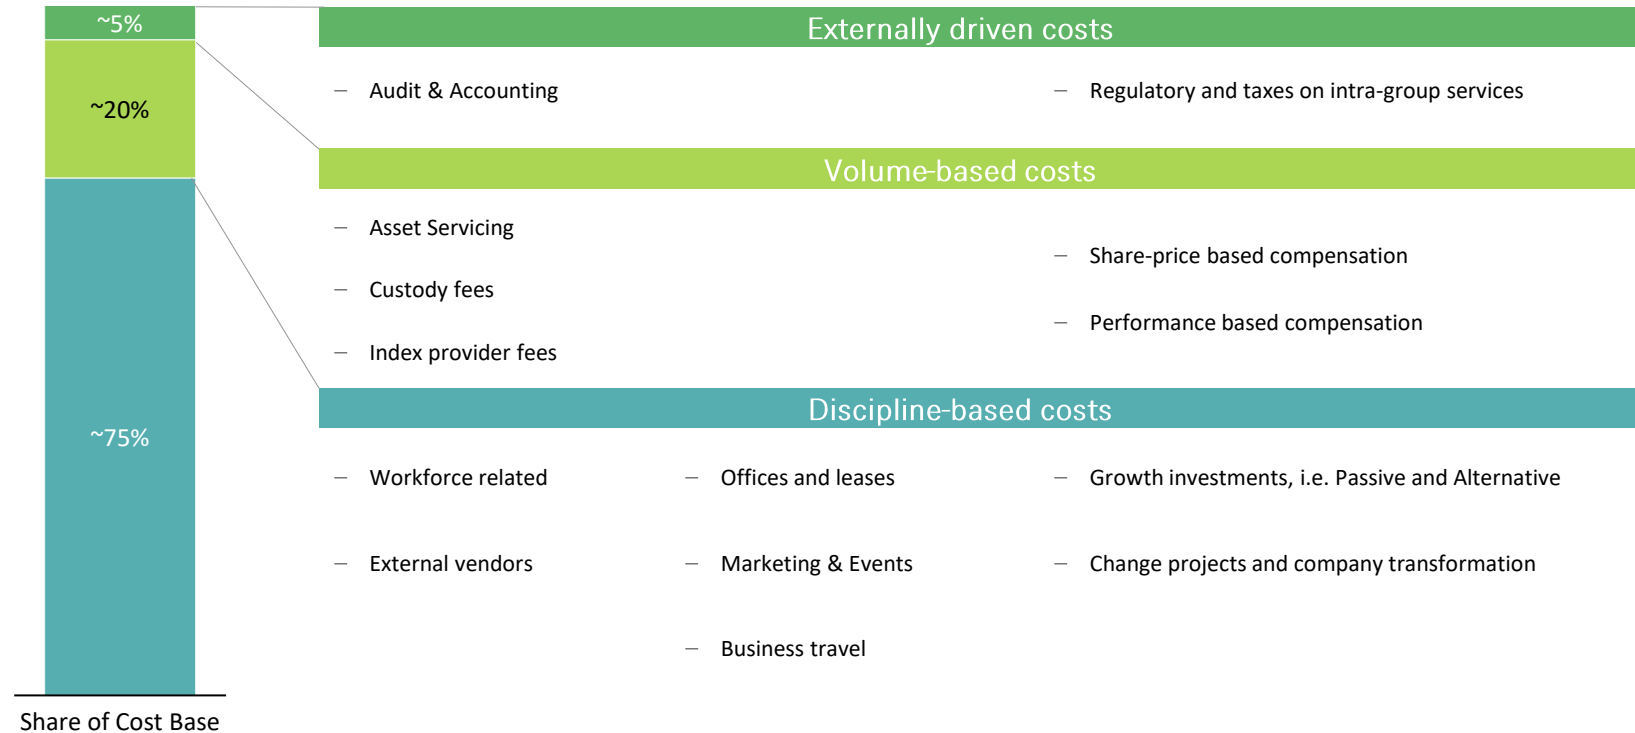 ~5%
Externally driven costs
– Audit & Accounting
– Regulatory and taxes on intra-group services
~20%
Volume-based costs
– Asset Servicing
– Custody fees
– Index provider fees
– Share-price based compensation
– Performance based compensation
~75%
Discipline-based costs
– Workforce related
– Offices and leases
– Growth investments, i.e. Passive and Alternative
– External vendors
– Marketing & Events
– Change projects and company transformation
– Business travel
Share of Cost Base